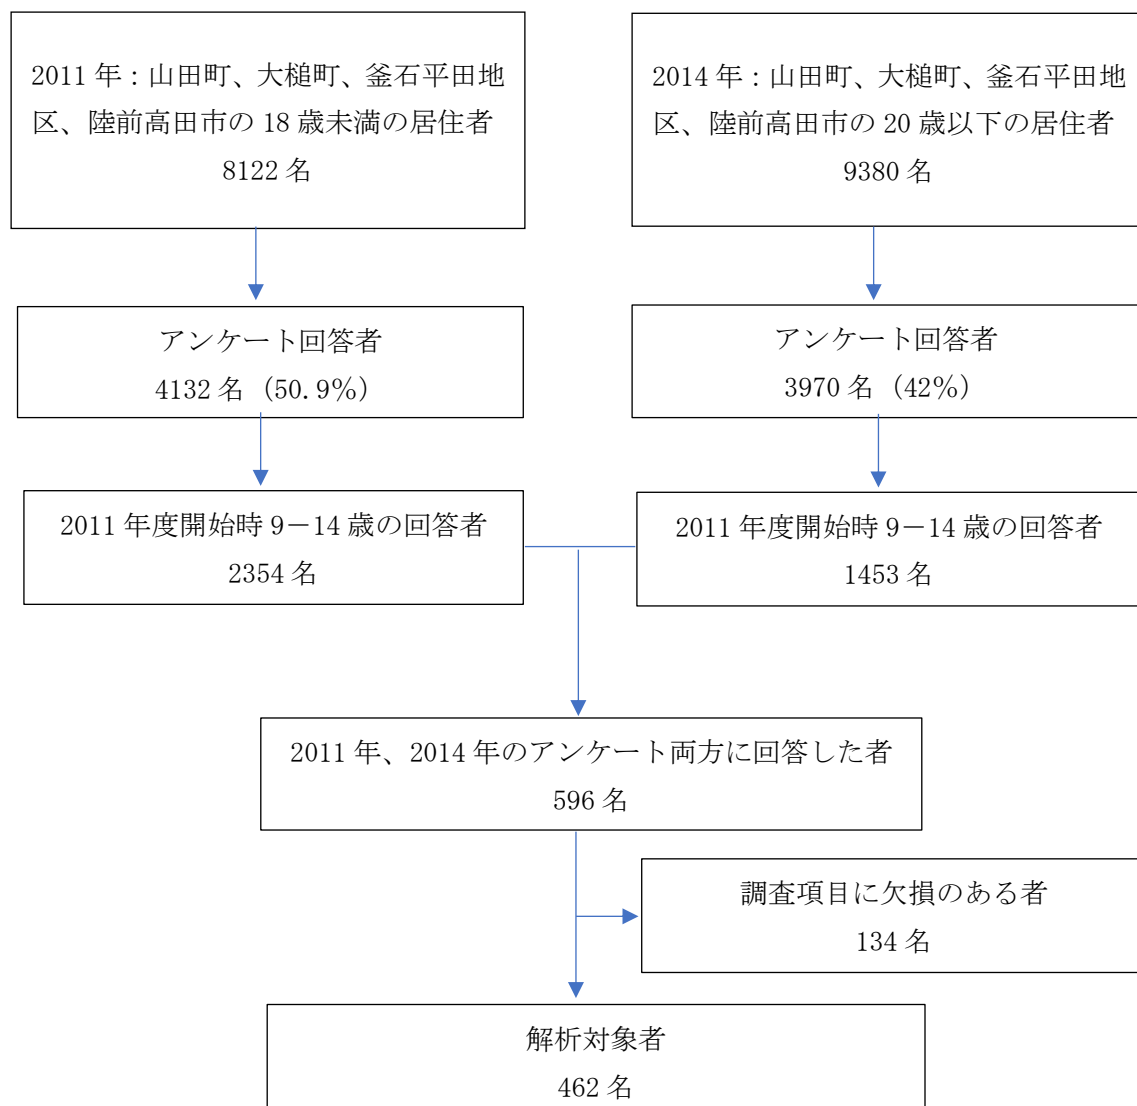 2011 年：山田町、大槌町、釜石平田地
区、陸前高田市の 18 歳未満の居住者
8122 名
2014 年：山田町、大槌町、釜石平田地
区、陸前高田市の 20 歳以下の居住者
9380 名
アンケート回答者
4132 名（50.9％）
アンケート回答者
3970 名（42％）
2011 年度開始時 9－14 歳の回答者
2354 名
2011 年度開始時 9－14 歳の回答者
1453 名
2011 年、2014 年のアンケート両方に回答した者
596 名
調査項目に欠損のある者
134 名
解析対象者
462 名